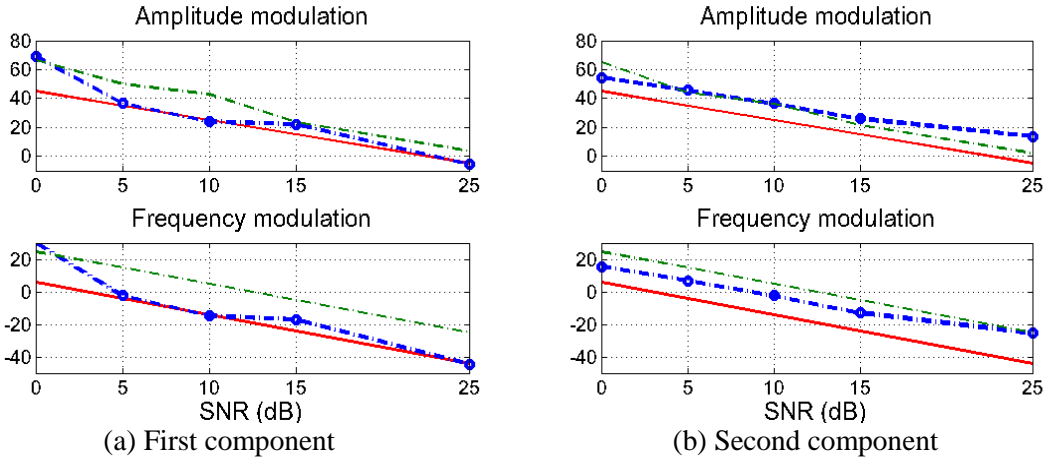 Amplitude modulation
80
60
40
20
0
0 5 10 15 25
Frequency modulation
20
0
-20
-40
0 5 10 15 25
SNR (dB)
(a) First component
Amplitude modulation
80
60
40
20
0
0 5 10 15 25
Frequency modulation
20
0
-20
-40
0 5 10 15 25
SNR (dB)
(b) Second component